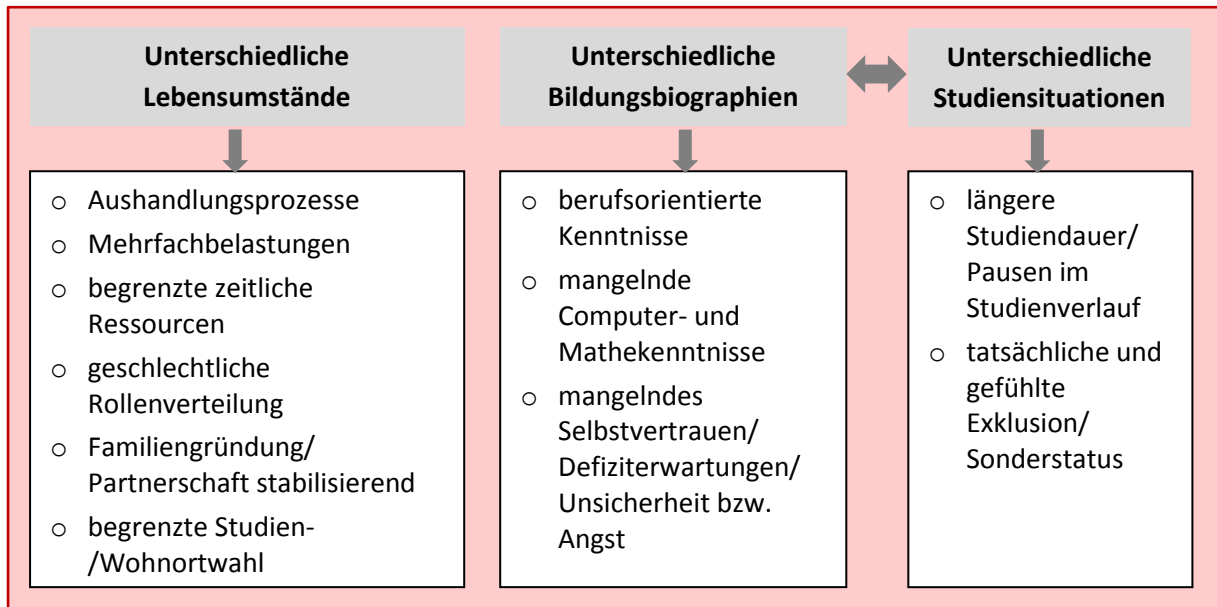 Unterschiedliche
Lebensumstände
o Aushandlungsprozesse
o Mehrfachbelastungen
o begrenzte zeitliche
Ressourcen
o geschlechtliche
Rollenverteilung
o Familiengründung/
Partnerschaft stabilisierend
o begrenzte Studien-
/Wohnortwahl
Unterschiedliche
Bildungsbiographien
o berufsorientierte
Kenntnisse
o mangelnde
Computer- und
Mathekenntnisse
o mangelndes
Selbstvertrauen/
Defiziterwartungen/
Unsicherheit bzw.
Angst
Unterschiedliche
Studiensituationen
o längere
Studiendauer/
Pausen im
Studienverlauf
o tatsächliche und
gefühlte
Exklusion/
Sonderstatus